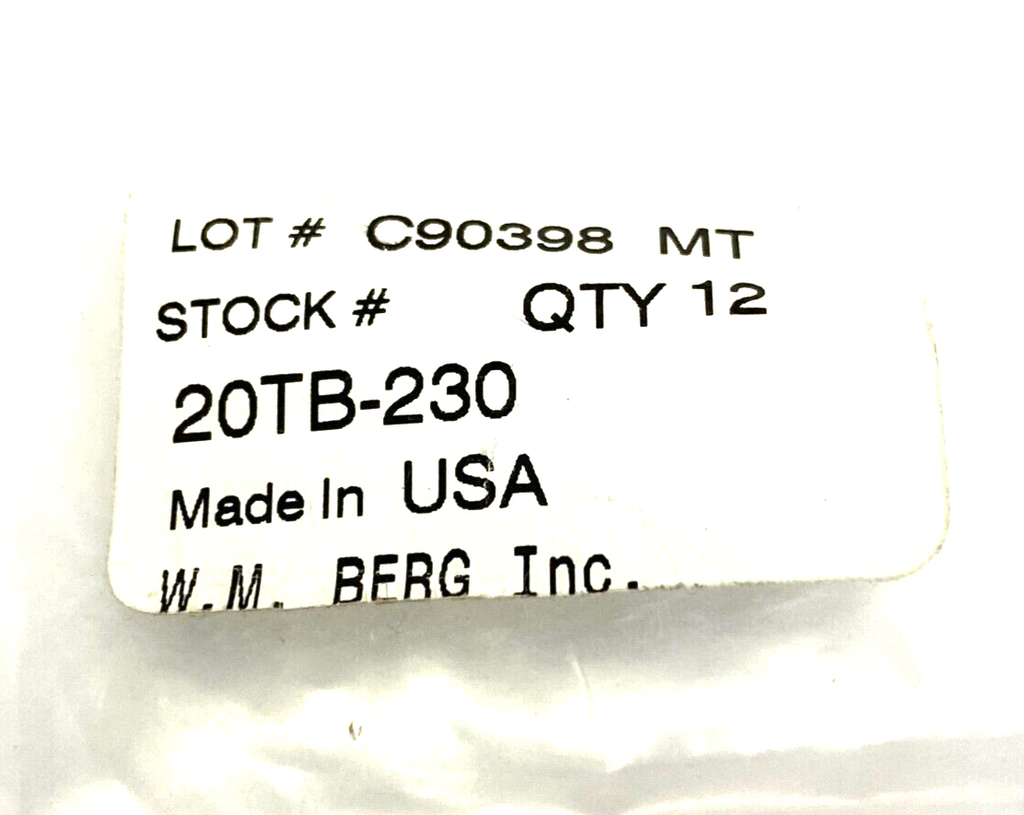 LOT # C90398 MT
STOCK # QTY 12
20TB-230
Made In USA
W.M. BERG Inc.